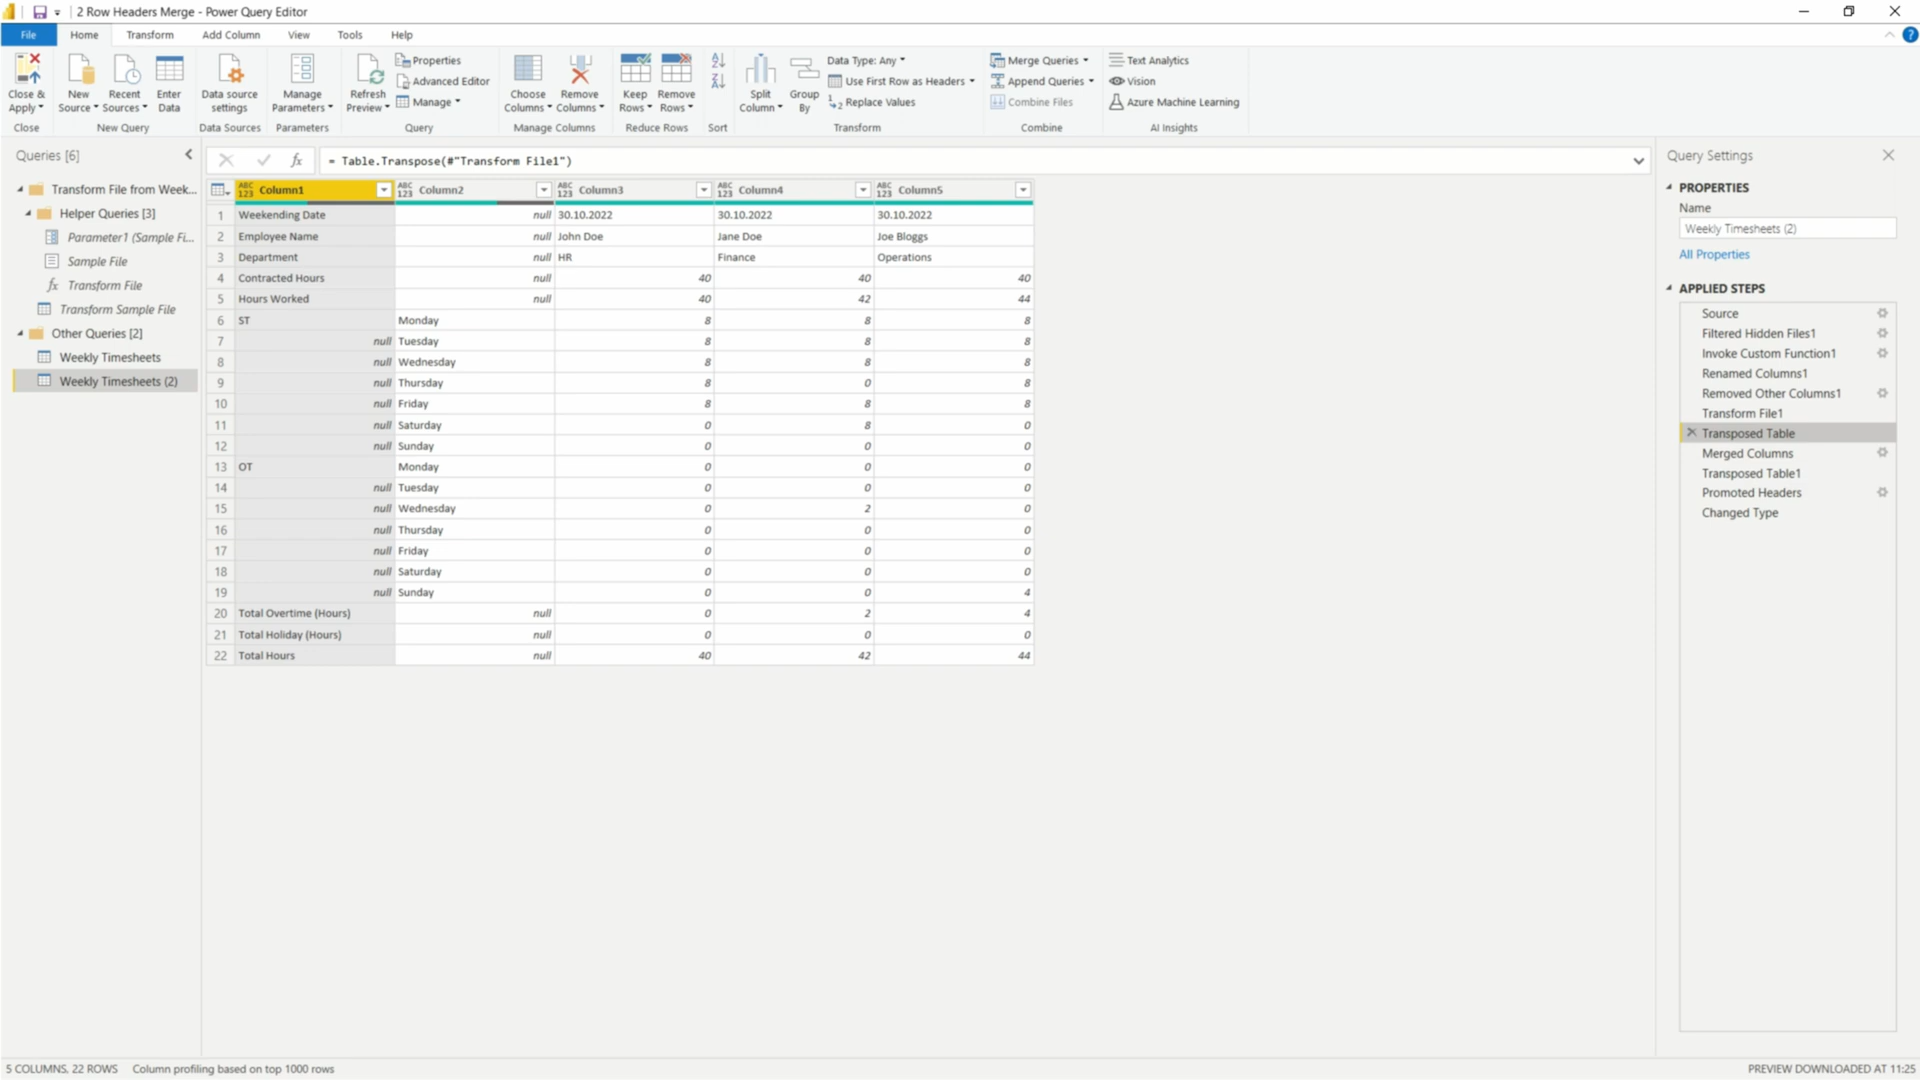 2 Row Headers Merge - Power Query Editor
File Home Transform Add Column View Tools Help
Close & Apply
New Source
Recent Sources
Enter Data
Data source settings
Manage Parameters
Refresh Preview
Properties
Advanced Editor
Manage
Choose Columns
Remove Columns
Keep Rows
Remove Rows
Split Column
Group By
Data Type: Any
Use First Row as Headers
Replace Values
Merge Queries
Append Queries
Combine Files
Text Analytics
Vision
Azure Machine Learning
Close New Query Data Sources Parameters Query Manage Columns Reduce Rows Sort Transform Combine AI Insights
Queries [6]
Transform File from Week...
Helper Queries [3]
Parameter1 (Sample Fi...
Sample File
fx Transform File
Transform Sample File
Other Queries [2]
Weekly Timesheets
Weekly Timesheets (2)
fx = Table.Transpose(#"Transform File1")
ABC 123 Column1 ABC 123 Column2 ABC 123 Column3 ABC 123 Column4 ABC 123 Column5
1 Weekending Date null 30.10.2022 30.10.2022 30.10.2022
2 Employee Name null John Doe Jane Doe Joe Bloggs
3 Department null HR Finance Operations
4 Contracted Hours null 40 40 40
5 Hours Worked null 40 42 44
6 ST Monday 8 8 8
7 null Tuesday 8 8 8
8 null Wednesday 8 8 8
9 null Thursday 8 0 8
10 null Friday 8 8 8
11 null Saturday 0 8 0
12 null Sunday 0 0 0
13 OT Monday 0 0 0
14 null Tuesday 0 0 0
15 null Wednesday 0 2 0
16 null Thursday 0 0 0
17 null Friday 0 0 0
18 null Saturday 0 0 0
19 null Sunday 0 0 4
20 Total Overtime (Hours) null 0 2 4
21 Total Holiday (Hours) null 0 0 0
22 Total Hours null 40 42 44
Query Settings
PROPERTIES
Name
Weekly Timesheets (2)
All Properties
APPLIED STEPS
Source
Filtered Hidden Files1
Invoke Custom Function1
Renamed Columns1
Removed Other Columns1
Transform File1
Transposed Table
Merged Columns
Transposed Table1
Promoted Headers
Changed Type
5 COLUMNS, 22 ROWS Column profiling based on top 1000 rows
PREVIEW DOWNLOADED AT 11:25